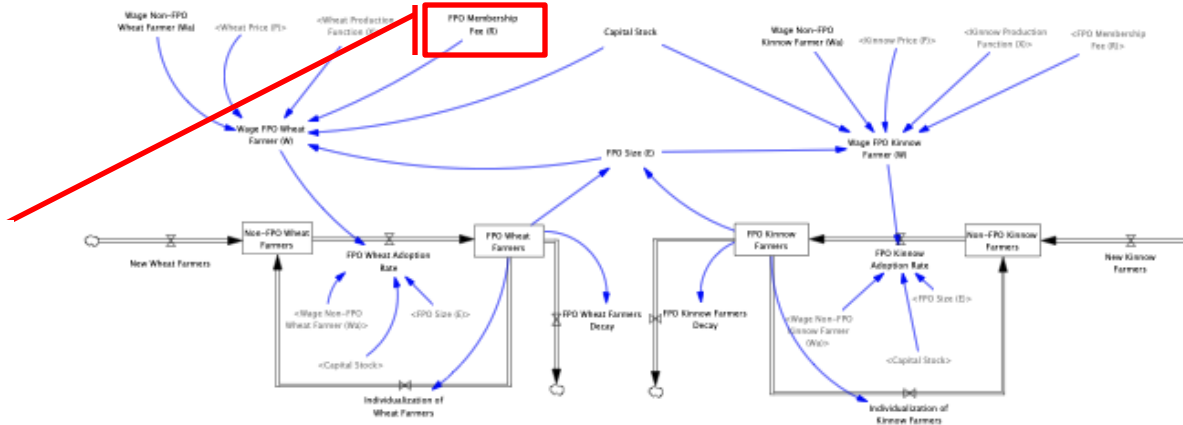 Wage Non-FPO
Wheat Farmer (Wa)
<Wheat Price (P)>
<Wheat Production
FPO Membership
Fee (R)
Capital Stock
Wage Non-FPO
Kinnow Farmer (Wa)
<Kinnow Price (P)>
<Kinnow Production
Function (X)>
<FPO Membership
Fee (R)>
Wage FPO Wheat
Farmer (W)
FPO Size (E)
Wage FPO Kinnow
Farmer (W)
Non-FPO Wheat
Farmers
FPO Wheat
Farmers
FPO Kinnow
Farmers
Non-FPO Kinnow
Farmers
New Wheat Farmers
FPO Wheat Adoption
Rate
FPO Kinnow
Adoption Rate
New Kinnow
Farmers
<Wage Non-FPO
Wheat Farmer (Wa)>
<FPO Size (E)>
FPO Wheat Farmers
Decay
FPO Kinnow Farmers
Decay
<Wage Non-FPO
Kinnow Farmer
(Wa)>
<FPO Size (E)>
<Capital Stock>
<Capital Stock>
Individualization of
Wheat Farmers
Individualization of
Kinnow Farmers